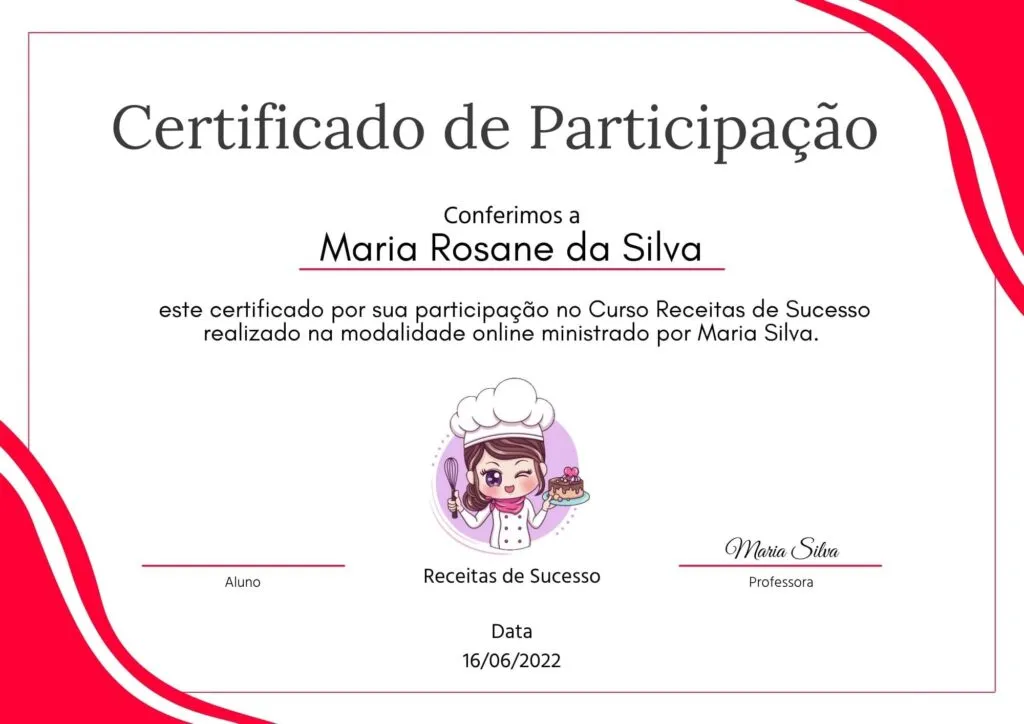 Certificado de Participação
Conferimos a
Maria Rosane da Silva
este certificado por sua participação no Curso Receitas de Sucesso
realizado na modalidade online ministrado por Maria Silva.
Maria Silva
Aluno
Receitas de Sucesso
Professora
Data
16/06/2022